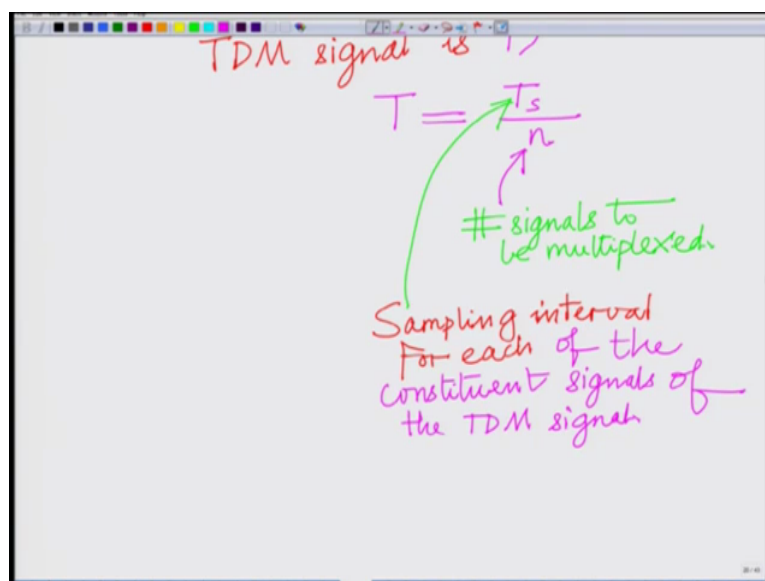 TDM signal is
T = Ts
n
# signals to
be multiplexed.
Sampling interval
For each of the
constituent signals of
the TDM signal.